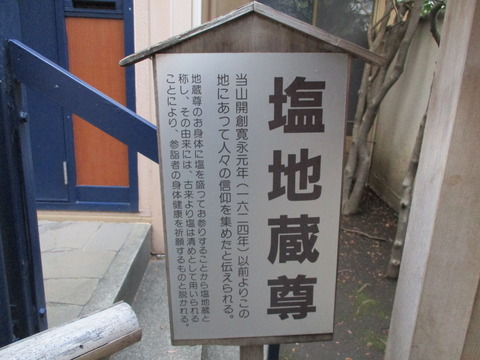 塩地蔵尊
当山開創寛永元年（一六二四年）以前よりこの
地にあつて人々の信仰を集めたと伝えられる。
地蔵尊のお身体に塩を盛ってお参りすることから塩地蔵と
称し、その由来には、古来より塩は清めとして用いられる
ことにより、参詣者の身体健康を祈願するものと説かれる。